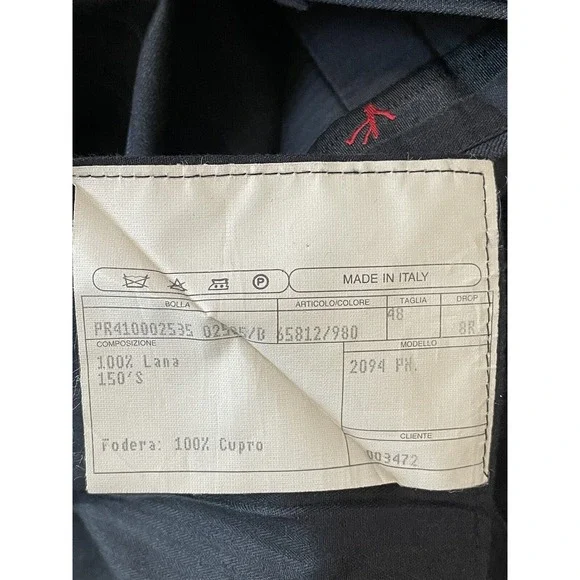 P
MADE IN ITALY
BOLLA ARTICOLO/COLORE TAGLIA DROP
PR410002535 65812/980 48 8R
COMPOSIZIONE MODELLO
100% Lana 2094 PX.
150'S
Fodera: 100% Cupro
CLIENTE
003472